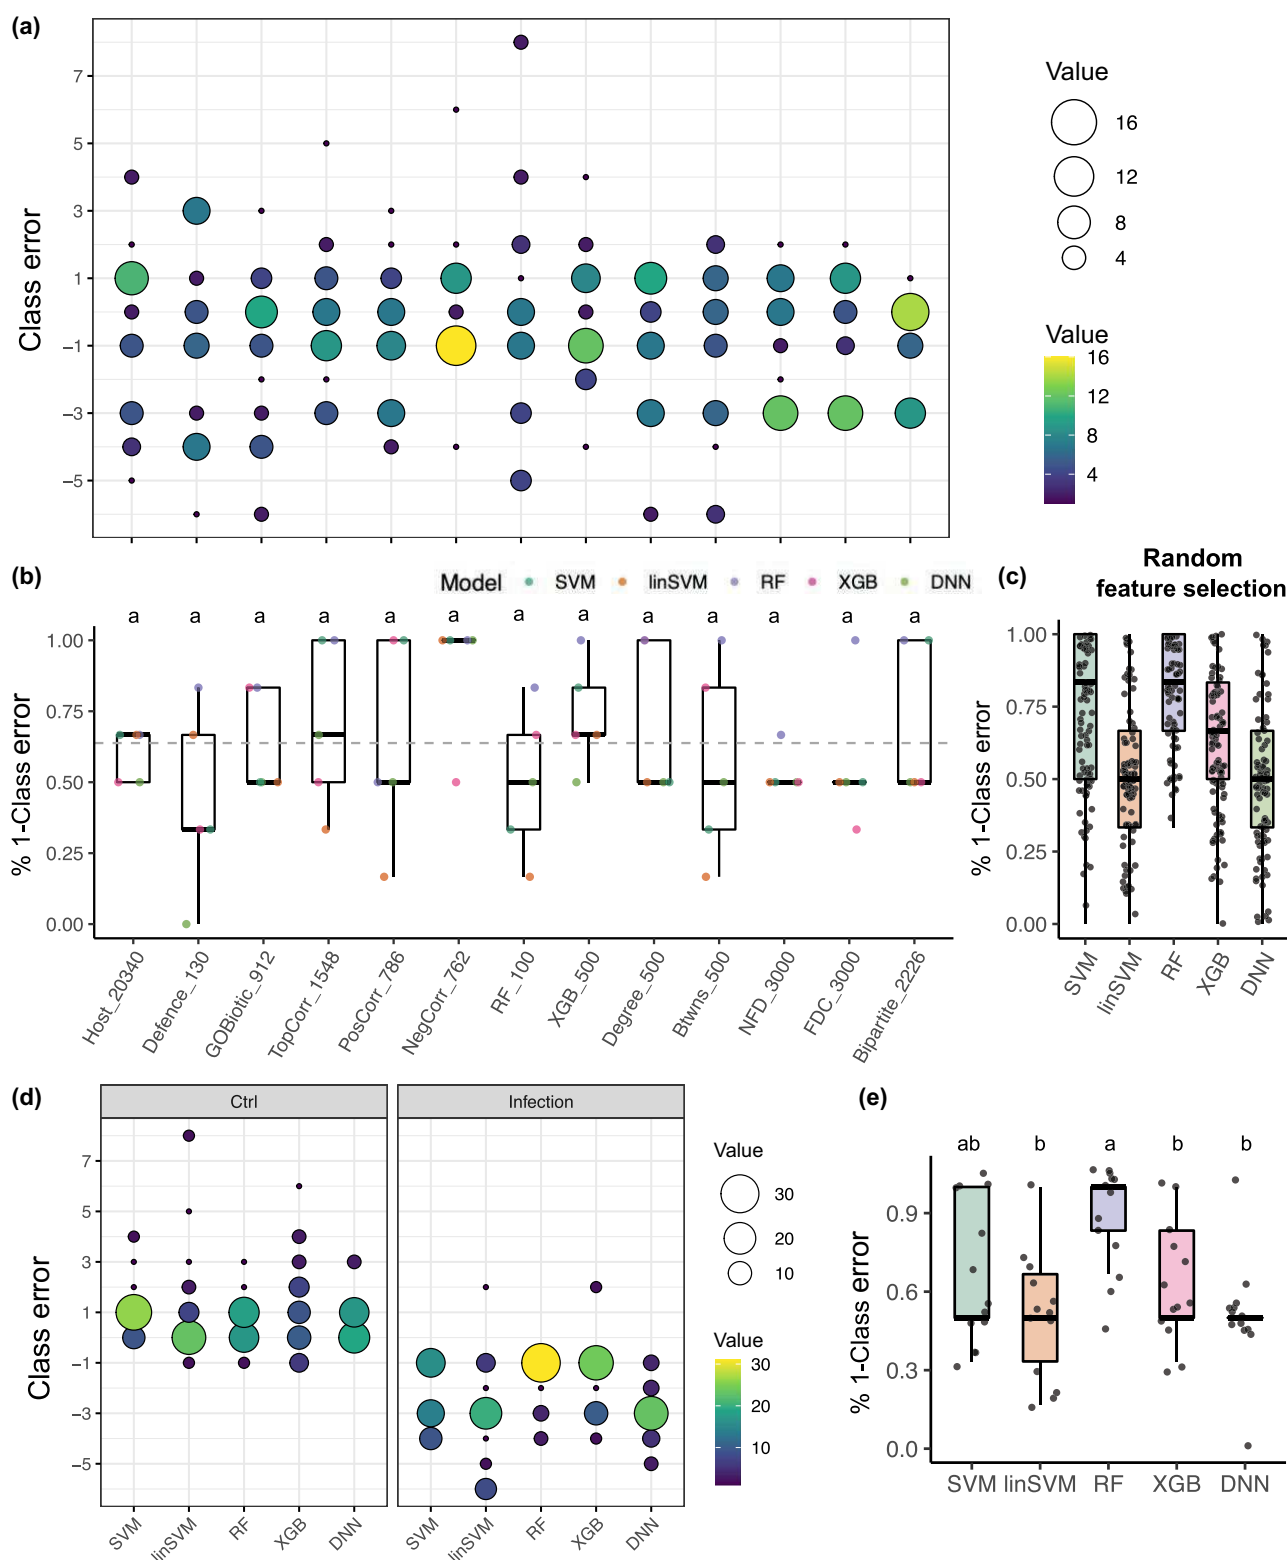 (a)
Class error
7
5
3
1
−1
−3
−5
Value
16
12
8
4
Value
16
12
8
4
(b)
Model SVM linSVM RF XGB DNN
a a a a a a a a a a a a a
% 1-Class error
1.00
0.75
0.50
0.25
0.00
Host_20340
Defence_130
GOBiotic_912
TopCorr_1548
PosCorr_786
NegCorr_762
RF_100
XGB_500
Degree_500
Btwns_500
NFD_3000
FDC_3000
Bipartite_2226
(c)
Random
feature selection
% 1-Class error
1.00
0.75
0.50
0.25
0.00
SVM
linSVM
RF
XGB
DNN
(d)
Ctrl
Infection
Class error
7
5
3
1
−1
−3
−5
SVM
linSVM
RF
XGB
DNN
SVM
linSVM
RF
XGB
DNN
Value
30
20
10
Value
30
20
10
(e)
ab b a b b
% 1-Class error
0.9
0.6
0.3
0.0
SVM linSVM RF XGB DNN